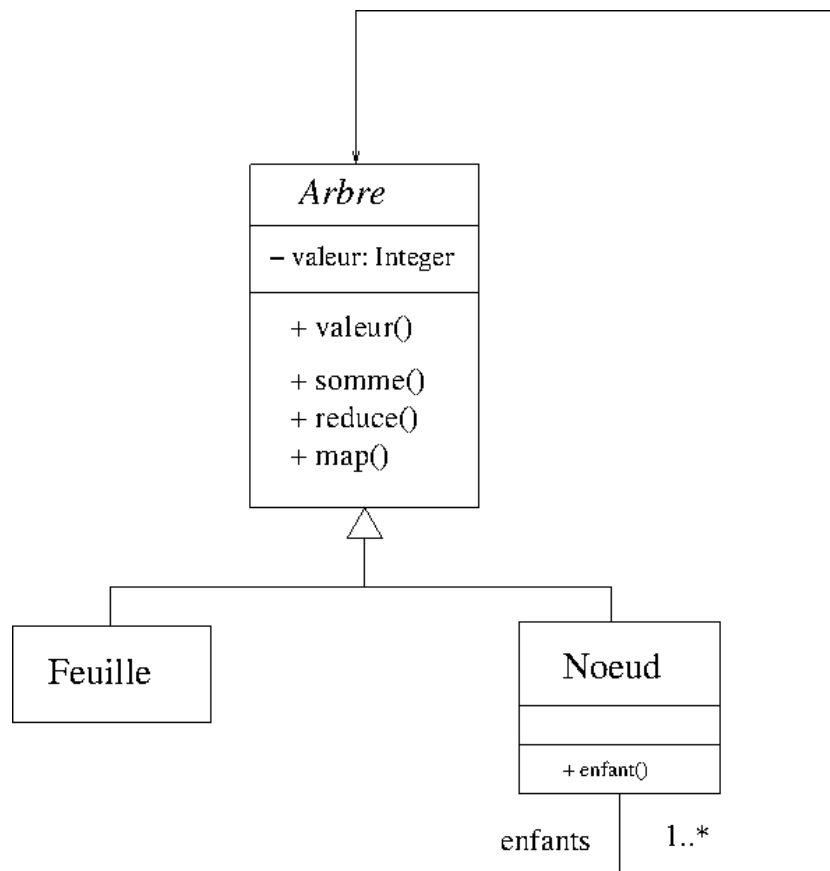 Arbre
– valeur: Integer
+ valeur()
+ somme()
+ reduce()
+ map()
Feuille
Noeud
+ enfant()
enfants 1..*